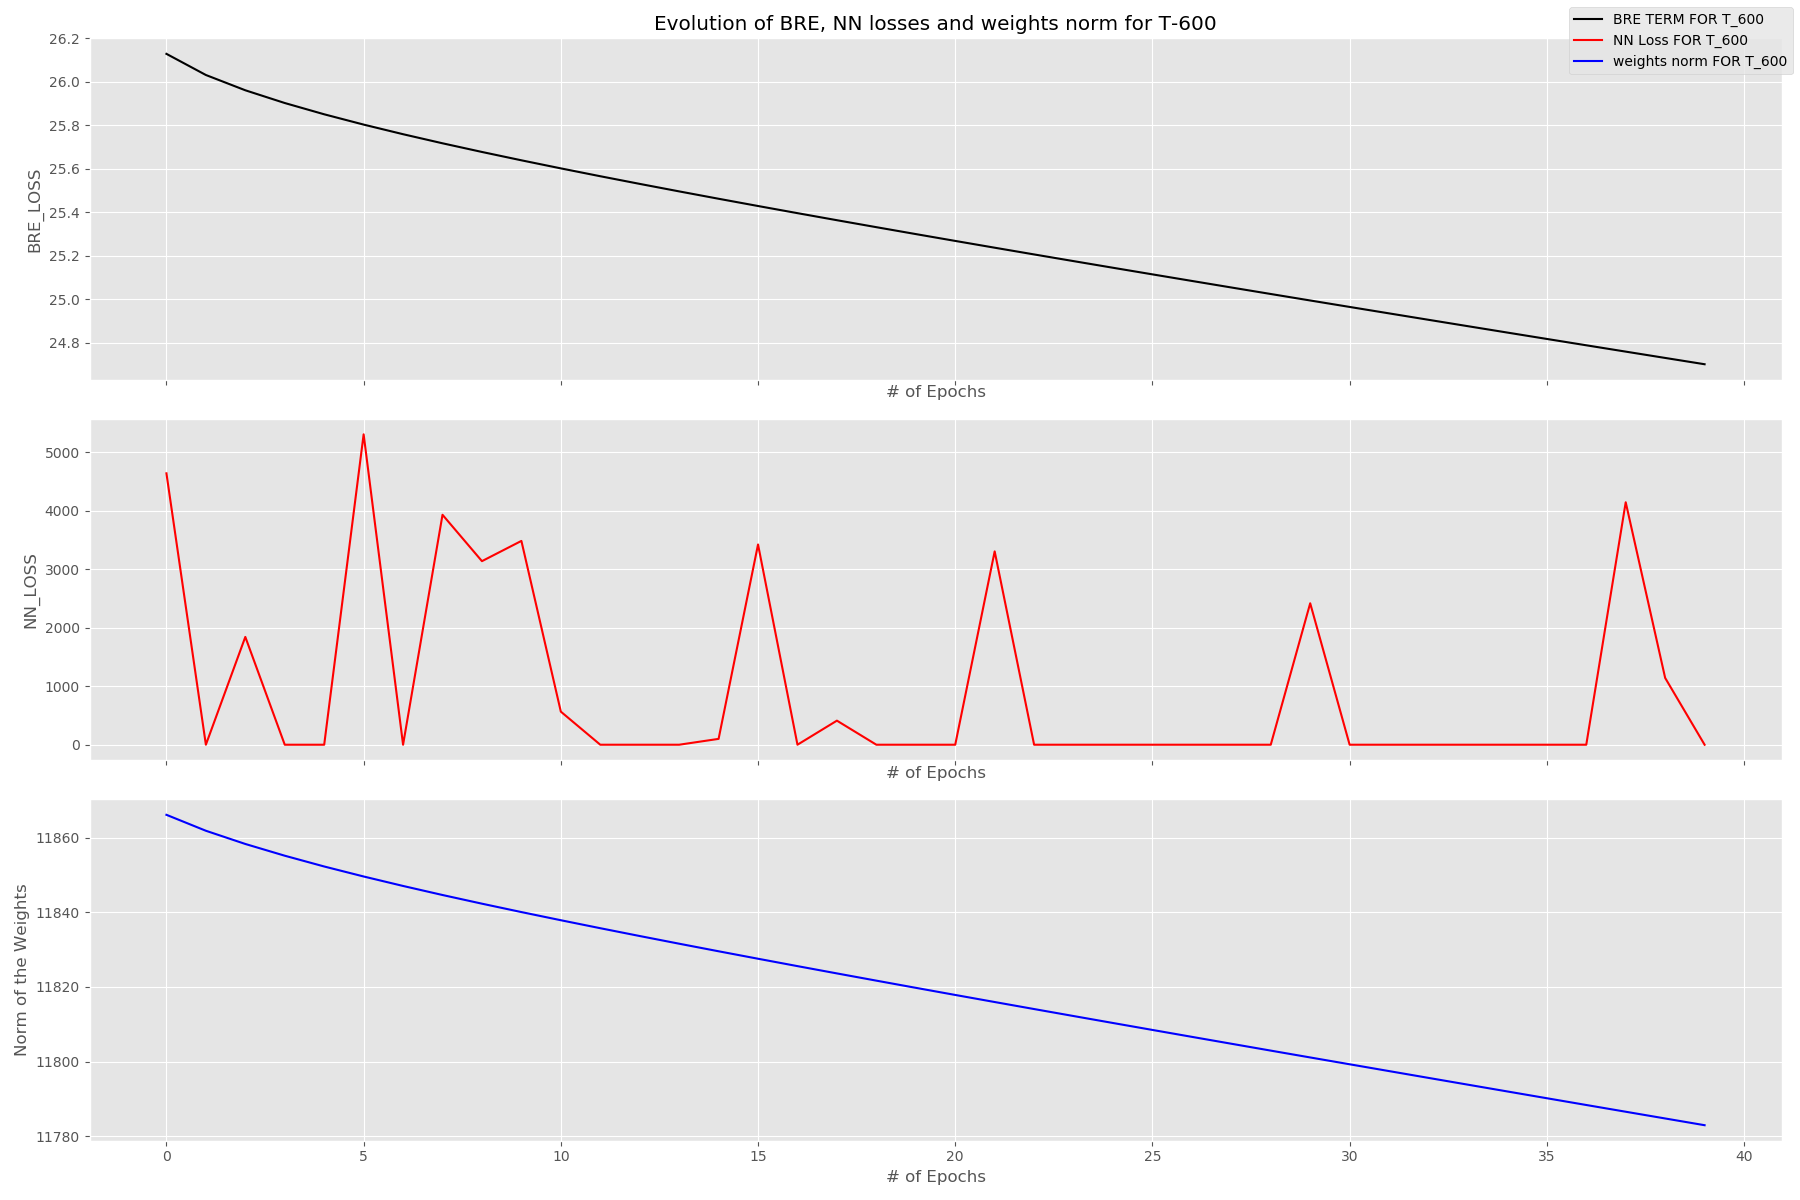 Evolution of BRE, NN losses and weights norm for T-600
BRE TERM FOR T_600
NN Loss FOR T_600
weights norm FOR T_600
BRE_LOSS
26.2
26.0
25.8
25.6
25.4
25.2
25.0
24.8
# of Epochs
NN_LOSS
5000
4000
3000
2000
1000
0
# of Epochs
Norm of the Weights
11860
11840
11820
11800
11780
0 5 10 15 20 25 30 35 40
# of Epochs